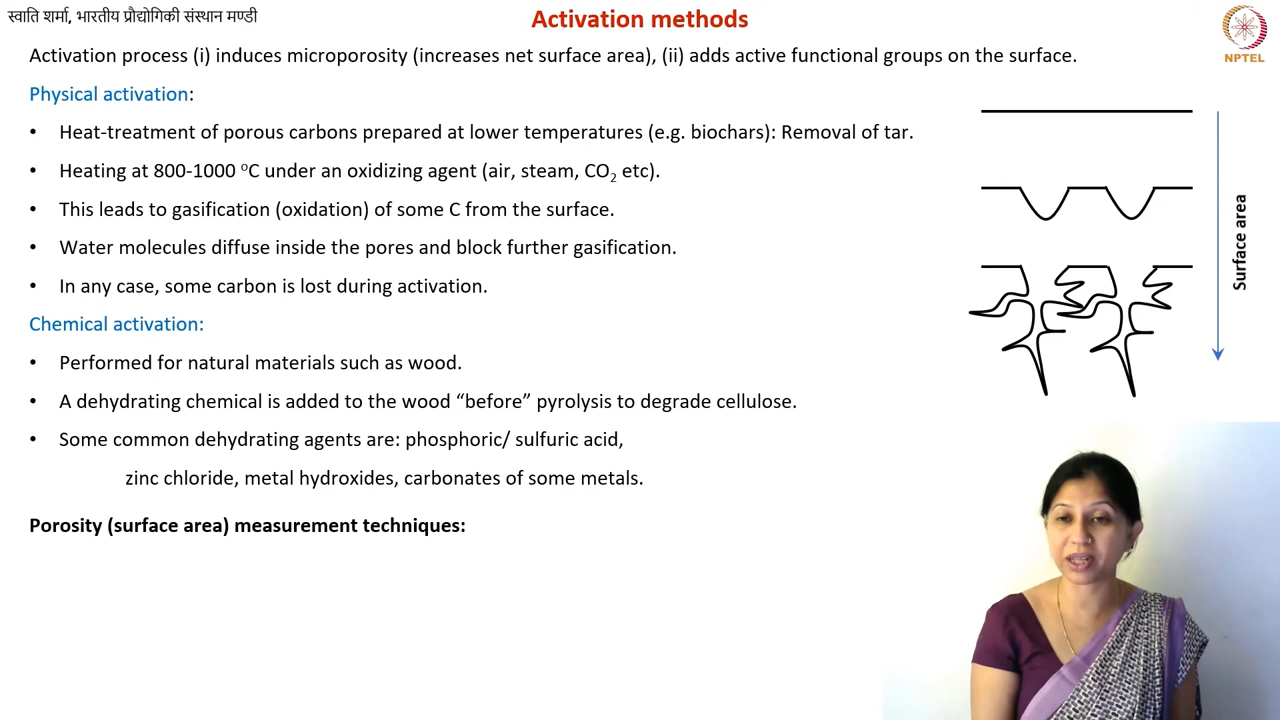 स्वाति शर्मा, भारतीय प्रौद्योगिकी संस्थान मण्डी
Activation methods
NPTEL
Activation process (i) induces microporosity (increases net surface area), (ii) adds active functional groups on the surface.
Physical activation:
• Heat-treatment of porous carbons prepared at lower temperatures (e.g. biochars): Removal of tar.
• Heating at 800-1000 °C under an oxidizing agent (air, steam, CO₂ etc).
• This leads to gasification (oxidation) of some C from the surface.
• Water molecules diffuse inside the pores and block further gasification.
• In any case, some carbon is lost during activation.
Chemical activation:
• Performed for natural materials such as wood.
• A dehydrating chemical is added to the wood “before” pyrolysis to degrade cellulose.
• Some common dehydrating agents are: phosphoric/ sulfuric acid,
zinc chloride, metal hydroxides, carbonates of some metals.
Porosity (surface area) measurement techniques:
Surface area